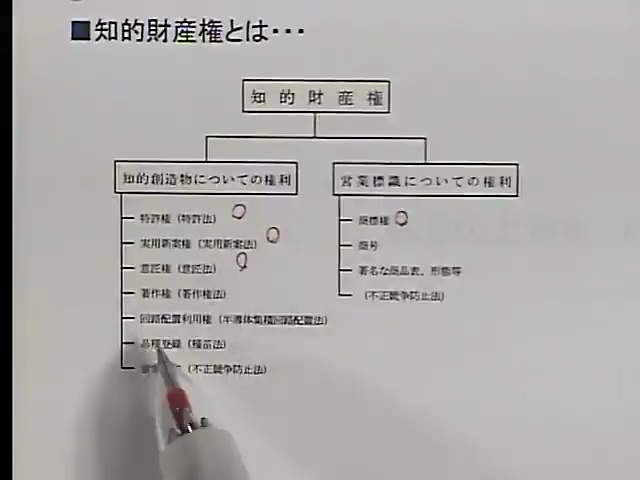 ■知的財産権とは・・・
知的財産権
知的創造物についての権利
特許権（特許法）
実用新案権（実用新案法）
意匠権（意匠法）
著作権（著作権法）
回路配置利用権（半導体集積回路配置法）
品種登録（種苗法）
（不正競争防止法）
営業標識についての権利
商標権
商号
著名な商品表、形態等
（不正競争防止法）